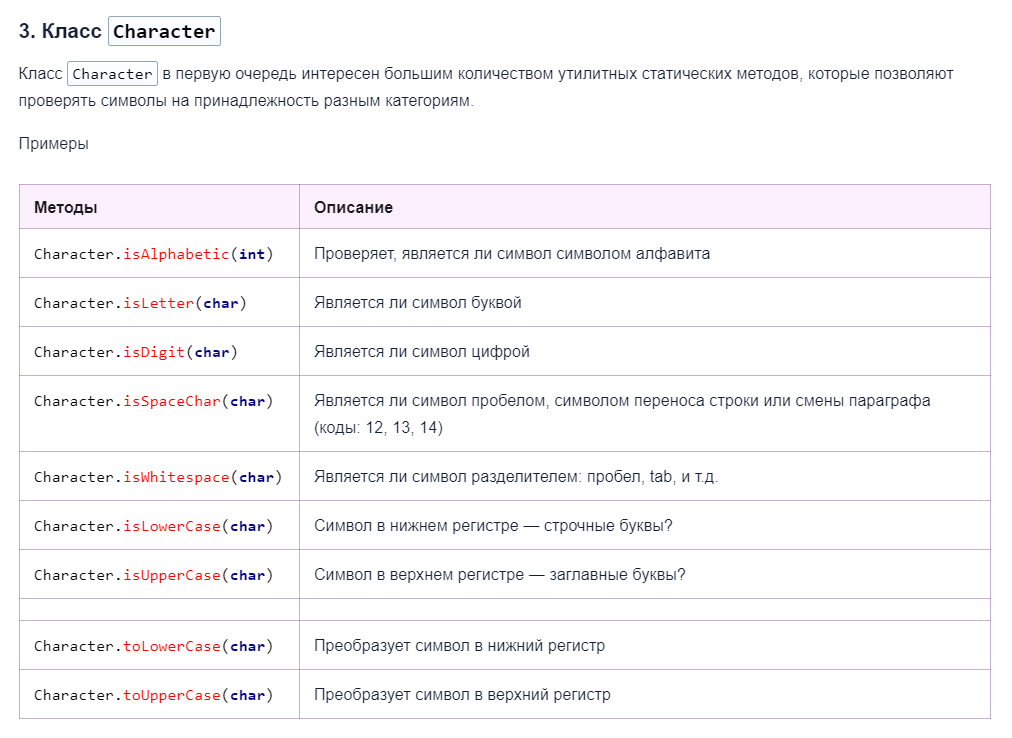 3. Класс Character
Класс Character в первую очередь интересен большим количеством утилитных статических методов, которые позволяют
проверять символы на принадлежность разным категориям.
Примеры
Методы Описание
Character.isAlphabetic(int) Проверяет, является ли символ символом алфавита
Character.isLetter(char) Является ли символ буквой
Character.isDigit(char) Является ли символ цифрой
Character.isSpaceChar(char) Является ли символ пробелом, символом переноса строки или смены параграфа
(коды: 12, 13, 14)
Character.isWhitespace(char) Является ли символ разделителем: пробел, tab, и т.д.
Character.isLowerCase(char) Символ в нижнем регистре — строчные буквы?
Character.isUpperCase(char) Символ в верхнем регистре — заглавные буквы?
Character.toLowerCase(char) Преобразует символ в нижний регистр
Character.toUpperCase(char) Преобразует символ в верхний регистр